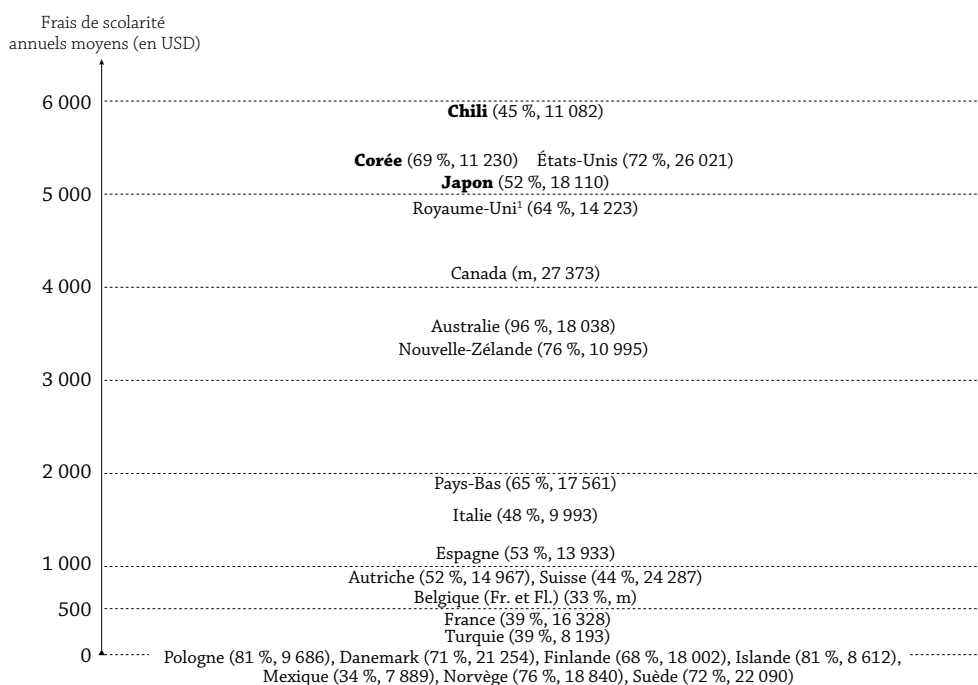 Frais de scolarité
annuels moyens (en USD)
6 000
Chili (45 %, 11 082)
Corée (69 %, 11 230) États-Unis (72 %, 26 021)
Japon (52 %, 18 110)
5 000
Royaume-Uni¹ (64 %, 14 223)
Canada (m, 27 373)
4 000
Australie (96 %, 18 038)
Nouvelle-Zélande (76 %, 10 995)
3 000
2 000
Pays-Bas (65 %, 17 561)
Italie (48 %, 9 993)
Espagne (53 %, 13 933)
1 000
Autriche (52 %, 14 967), Suisse (44 %, 24 287)
Belgique (Fr. et Fl.) (33 %, m)
500
France (39 %, 16 328)
Turquie (39 %, 8 193)
0
Pologne (81 %, 9 686), Danemark (71 %, 21 254), Finlande (68 %, 18 002), Islande (81 %, 8 612),
Mexique (34 %, 7 889), Norvège (76 %, 18 840), Suède (72 %, 22 090)